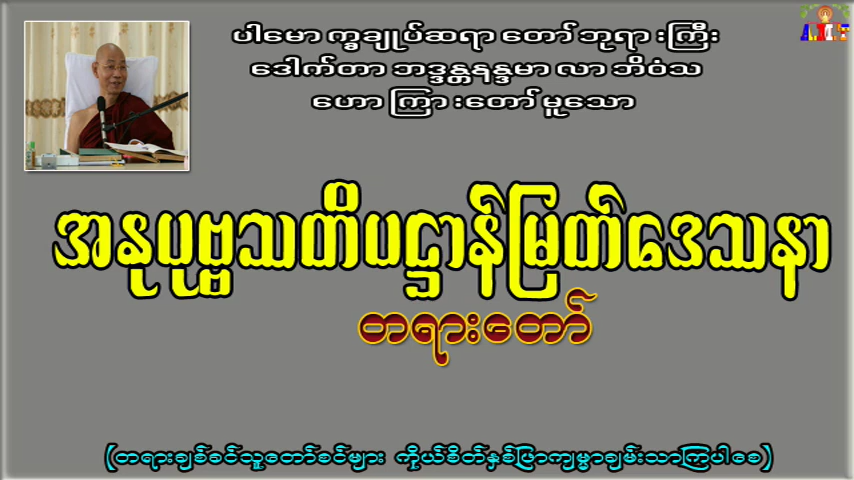 ပါမောက္ခချုပ်ဆရာတော်ဘုရားကြီး
ဒေါက်တာ ဘဒ္ဒန္တနန္ဒမာလာဘိဝံသ
ဟောကြားတော်မူသော
အနုပုဗ္ဗသတိပဋ္ဌာန်မြတ်ဒေသနာ
တရားတော်
(တရားချစ်ခင်သူတော်စင်များ ကိုယ်စိတ်နှစ်ဖြာကျမ္မာချမ်းသာကြပါစေ)